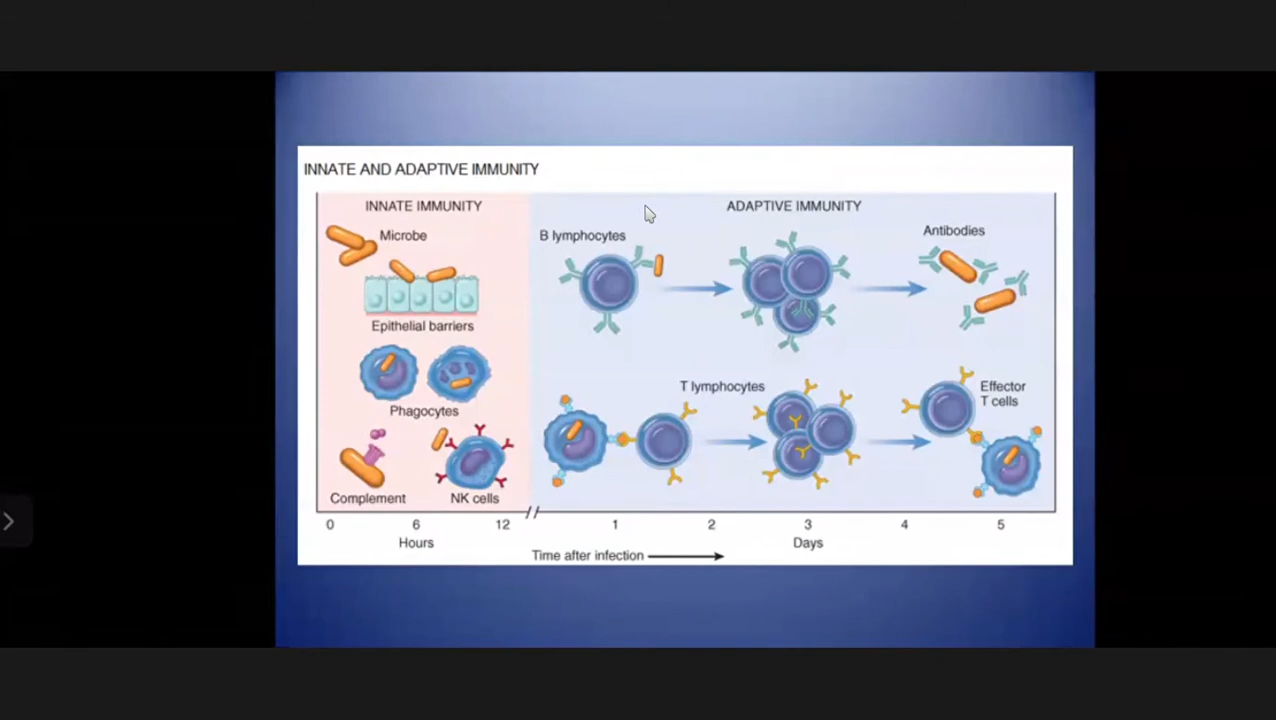 INNATE AND ADAPTIVE IMMUNITY
INNATE IMMUNITY
Microbe
Epithelial barriers
Phagocytes
Complement
NK cells
ADAPTIVE IMMUNITY
B lymphocytes
Antibodies
T lymphocytes
Effector
T cells
0 6 12
Hours
1 2 3 4 5
Days
Time after infection